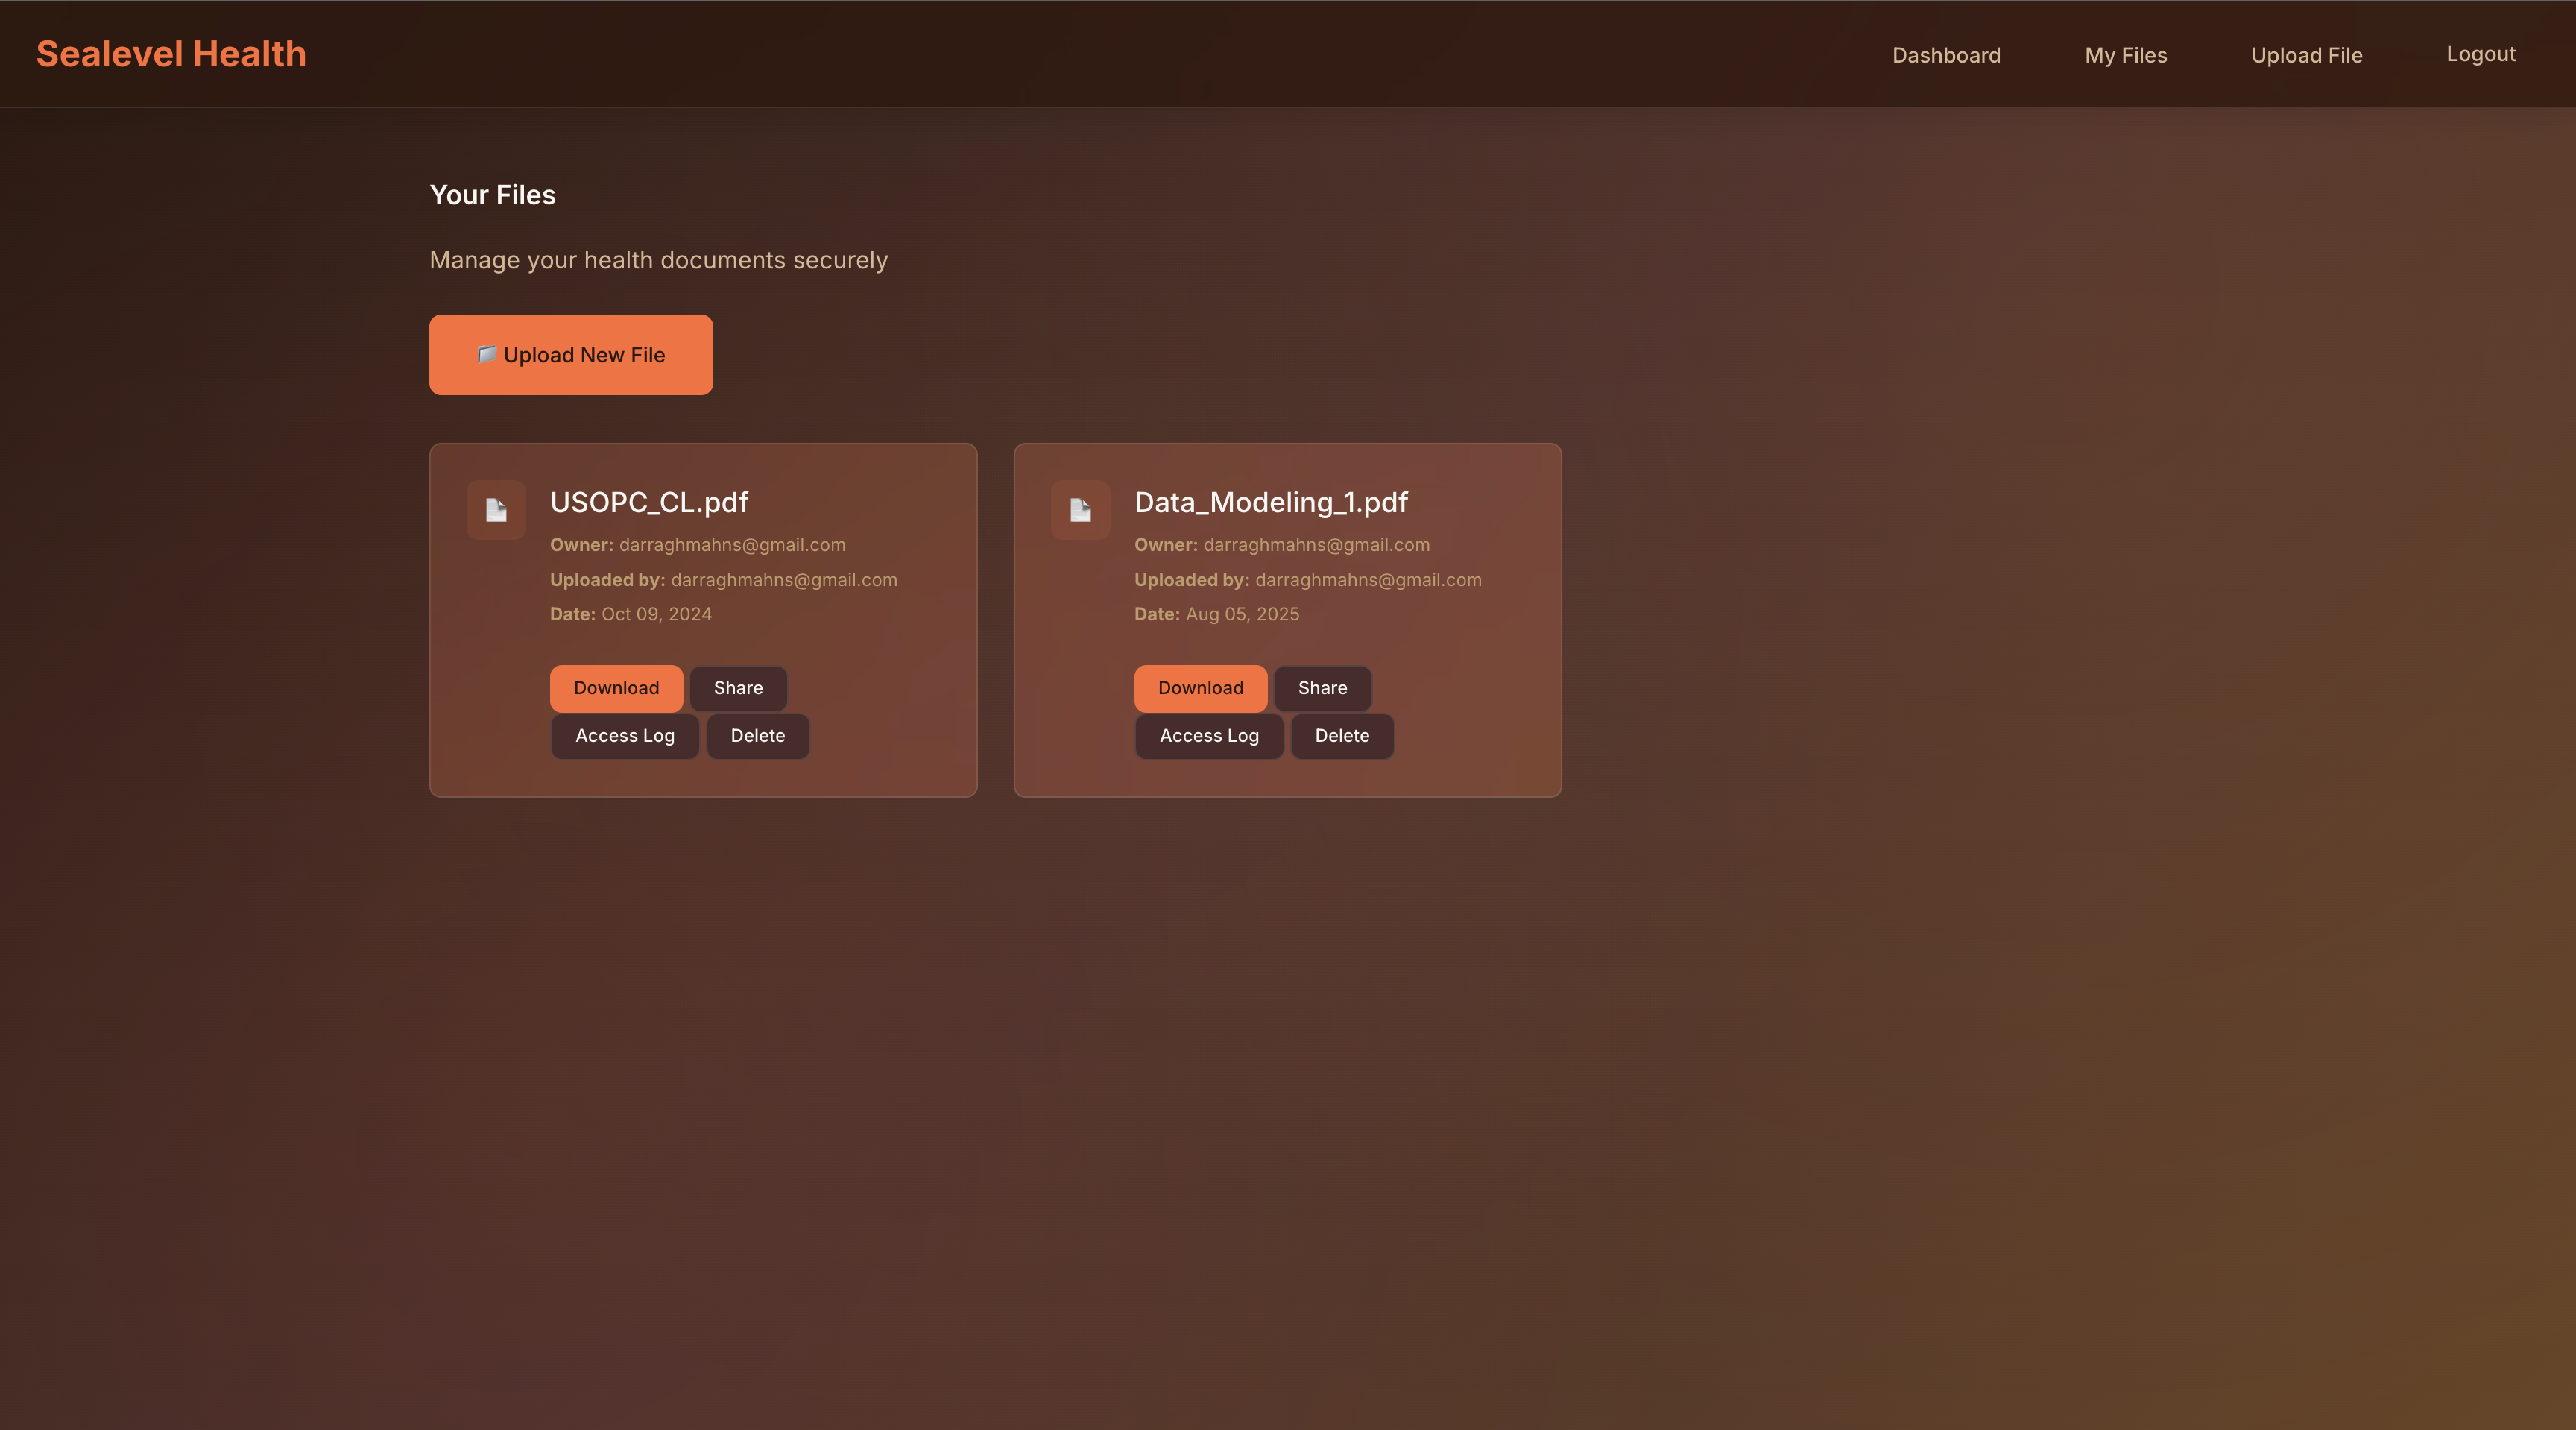 Sealevel Health
Dashboard My Files Upload File Logout
Your Files
Manage your health documents securely
Upload New File
USOPC_CL.pdf
Owner: darraghmahns@gmail.com
Uploaded by: darraghmahns@gmail.com
Date: Oct 09, 2024
Download Share
Access Log Delete
Data_Modeling_1.pdf
Owner: darraghmahns@gmail.com
Uploaded by: darraghmahns@gmail.com
Date: Aug 05, 2025
Download Share
Access Log Delete